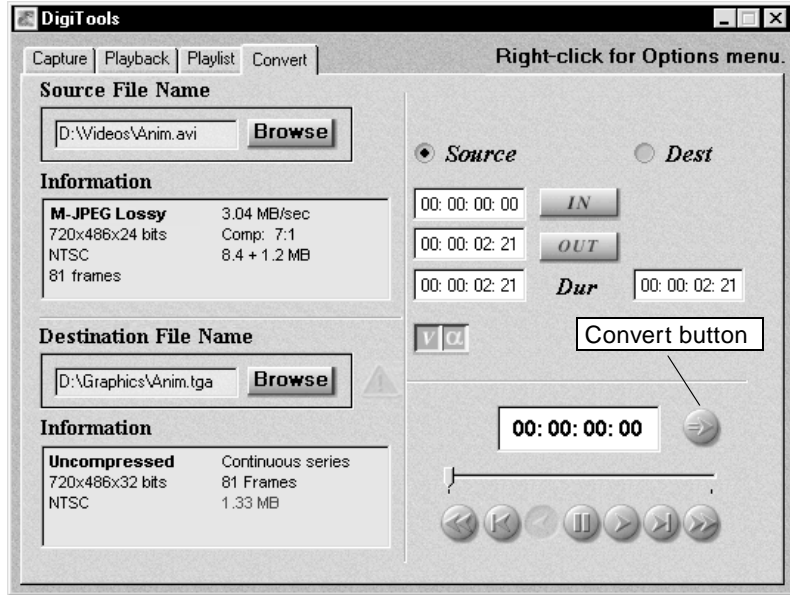 DigiTools
Capture Playback Playlist Convert
Right-click for Options menu.
Source File Name
D:\Videos\Anim.avi Browse
Information
M-JPEG Lossy 3.04 MB/sec
720x486x24 bits Comp: 7:1
NTSC 8.4 + 1.2 MB
81 frames
Destination File Name
D:\Graphics\Anim.tga Browse
Information
Uncompressed Continuous series
720x486x32 bits 81 Frames
NTSC 1.33 MB
Source Dest
00: 00: 00: 00 IN
00: 00: 02: 21 OUT
00: 00: 02: 21 Dur 00: 00: 02: 21
V α
Convert button
00: 00: 00: 00